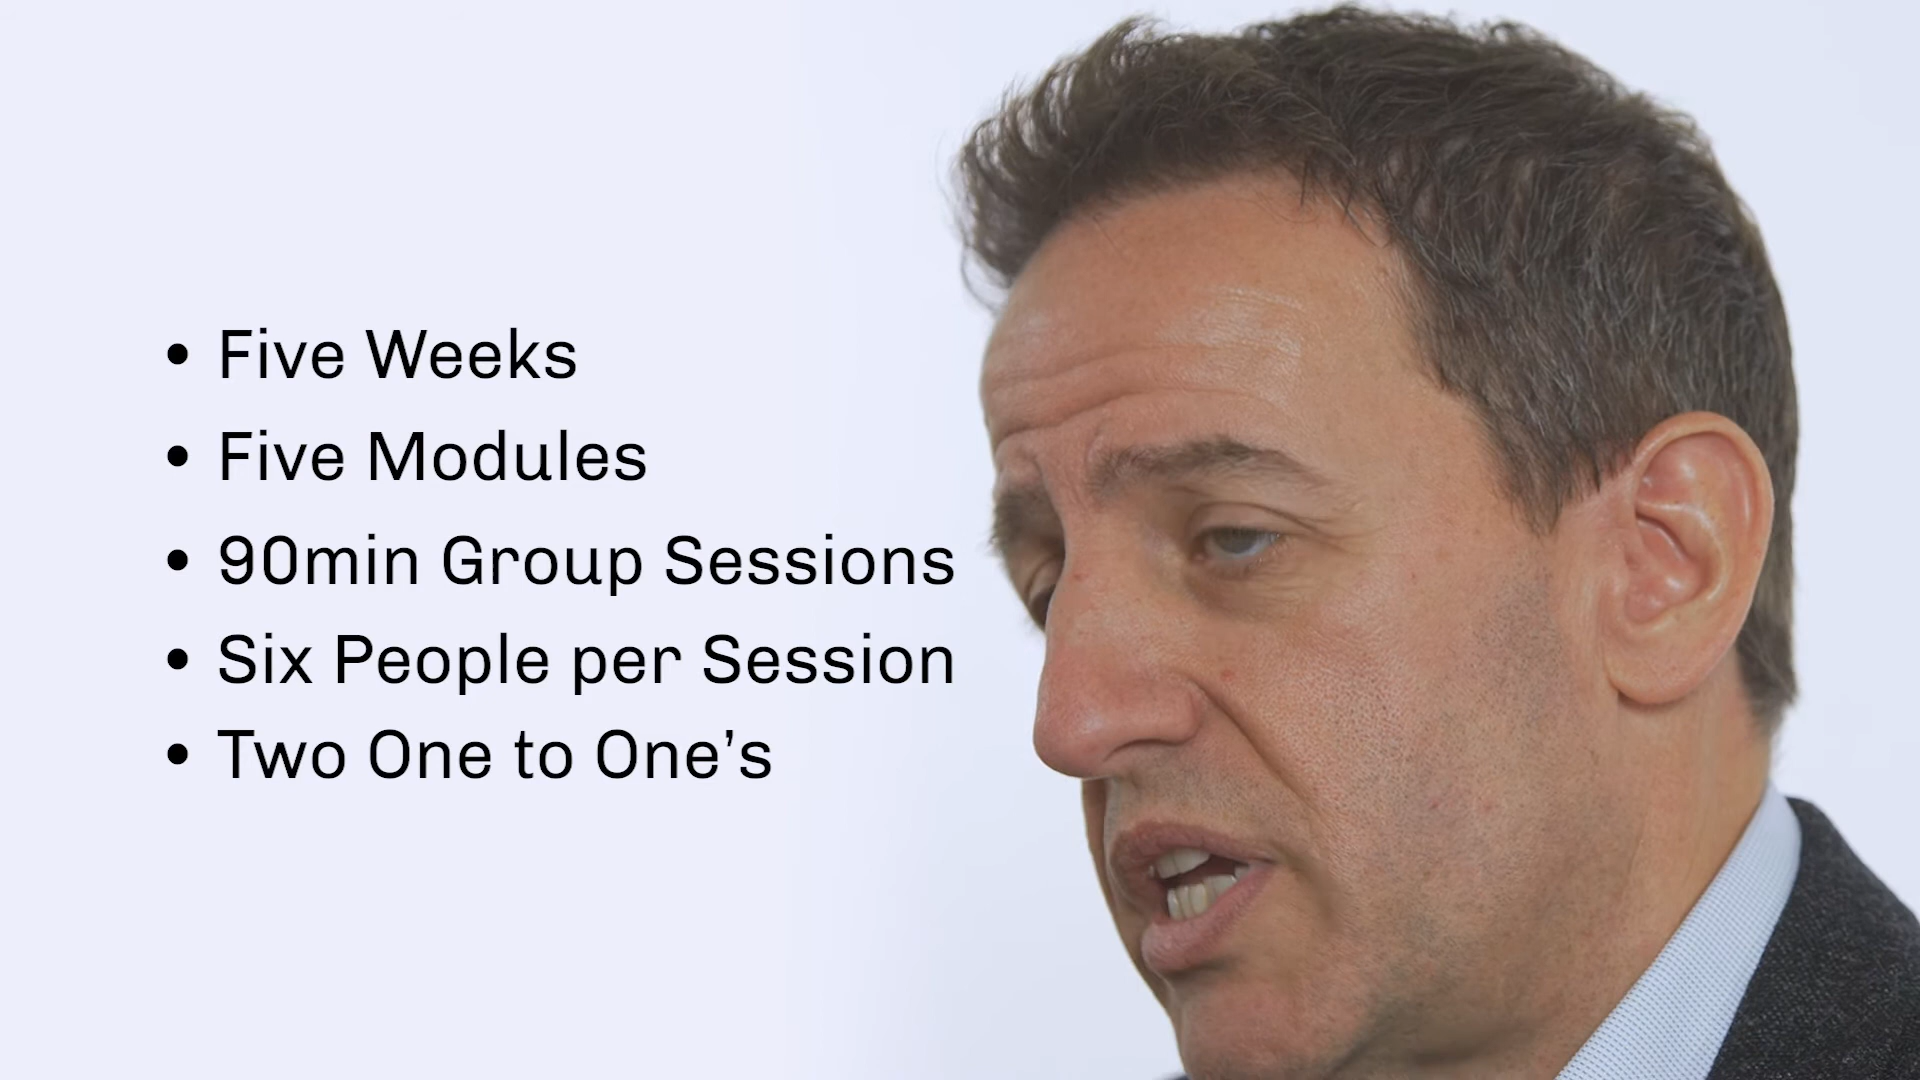 • Five Weeks
• Five Modules
• 90min Group Sessions
• Six People per Session
• Two One to One’s